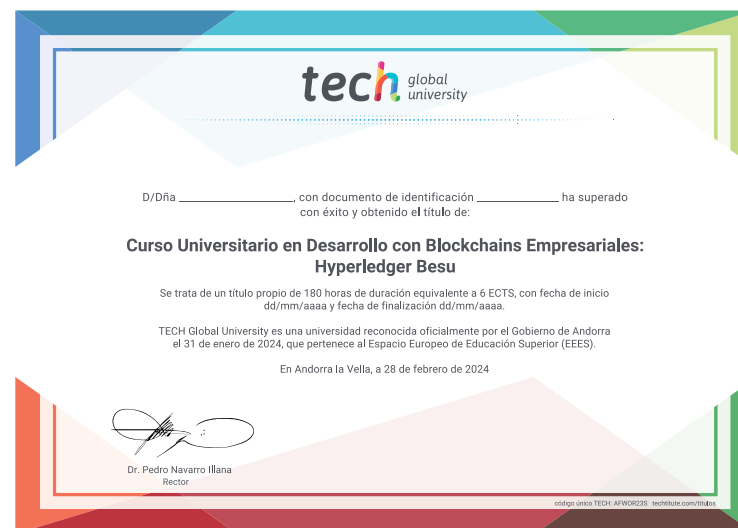 tech global university
D/Dña ____________, con documento de identificación ____________ ha superado
con éxito y obtenido el título de:
Curso Universitario en Desarrollo con Blockchains Empresariales:
Hyperledger Besu
Se trata de un título propio de 180 horas de duración equivalente a 6 ECTS, con fecha de inicio
dd/mm/aaaa y fecha de finalización dd/mm/aaaa.
TECH Global University es una universidad reconocida oficialmente por el Gobierno de Andorra
el 31 de enero de 2024, que pertenece al Espacio Europeo de Educación Superior (EEES).
En Andorra la Vella, a 28 de febrero de 2024
Dr. Pedro Navarro Illana
Rector
código único TECH: AFWOR23S techtitute.com/titulos